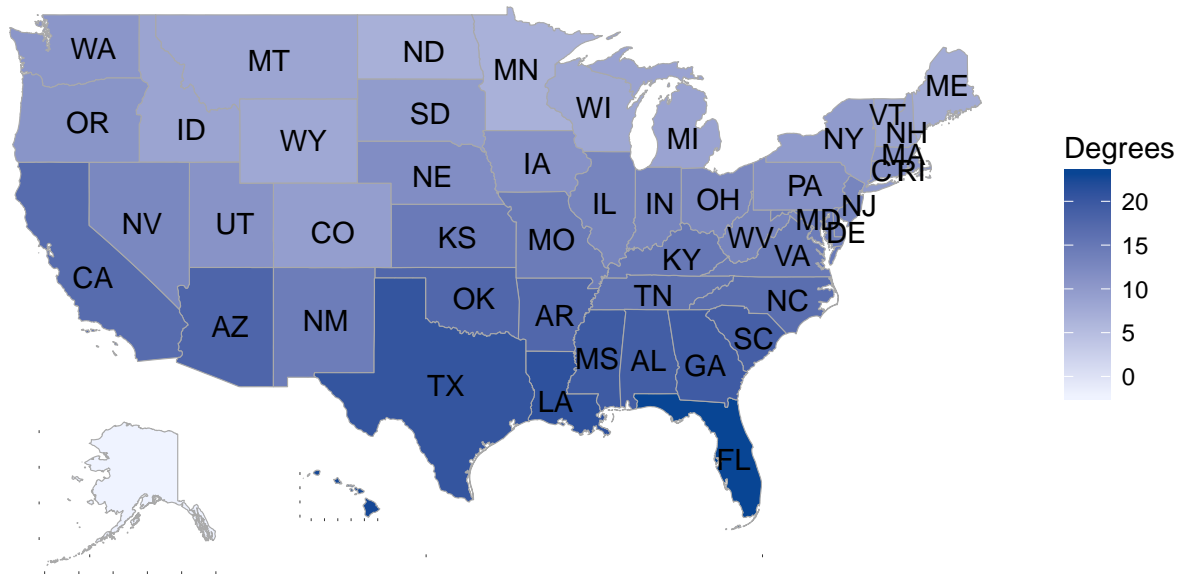 WA
MT
ND
MN
ME
OR
ID
WY
SD
WI
MI
VT
NH
NY
MA
CT
RI
NV
UT
CO
NE
IA
IL
IN
OH
PA
NJ
MD
DE
CA
KS
MO
KY
WV
VA
AZ
NM
OK
AR
TN
NC
TX
LA
MS
AL
GA
SC
FL
Degrees
20
15
10
5
0